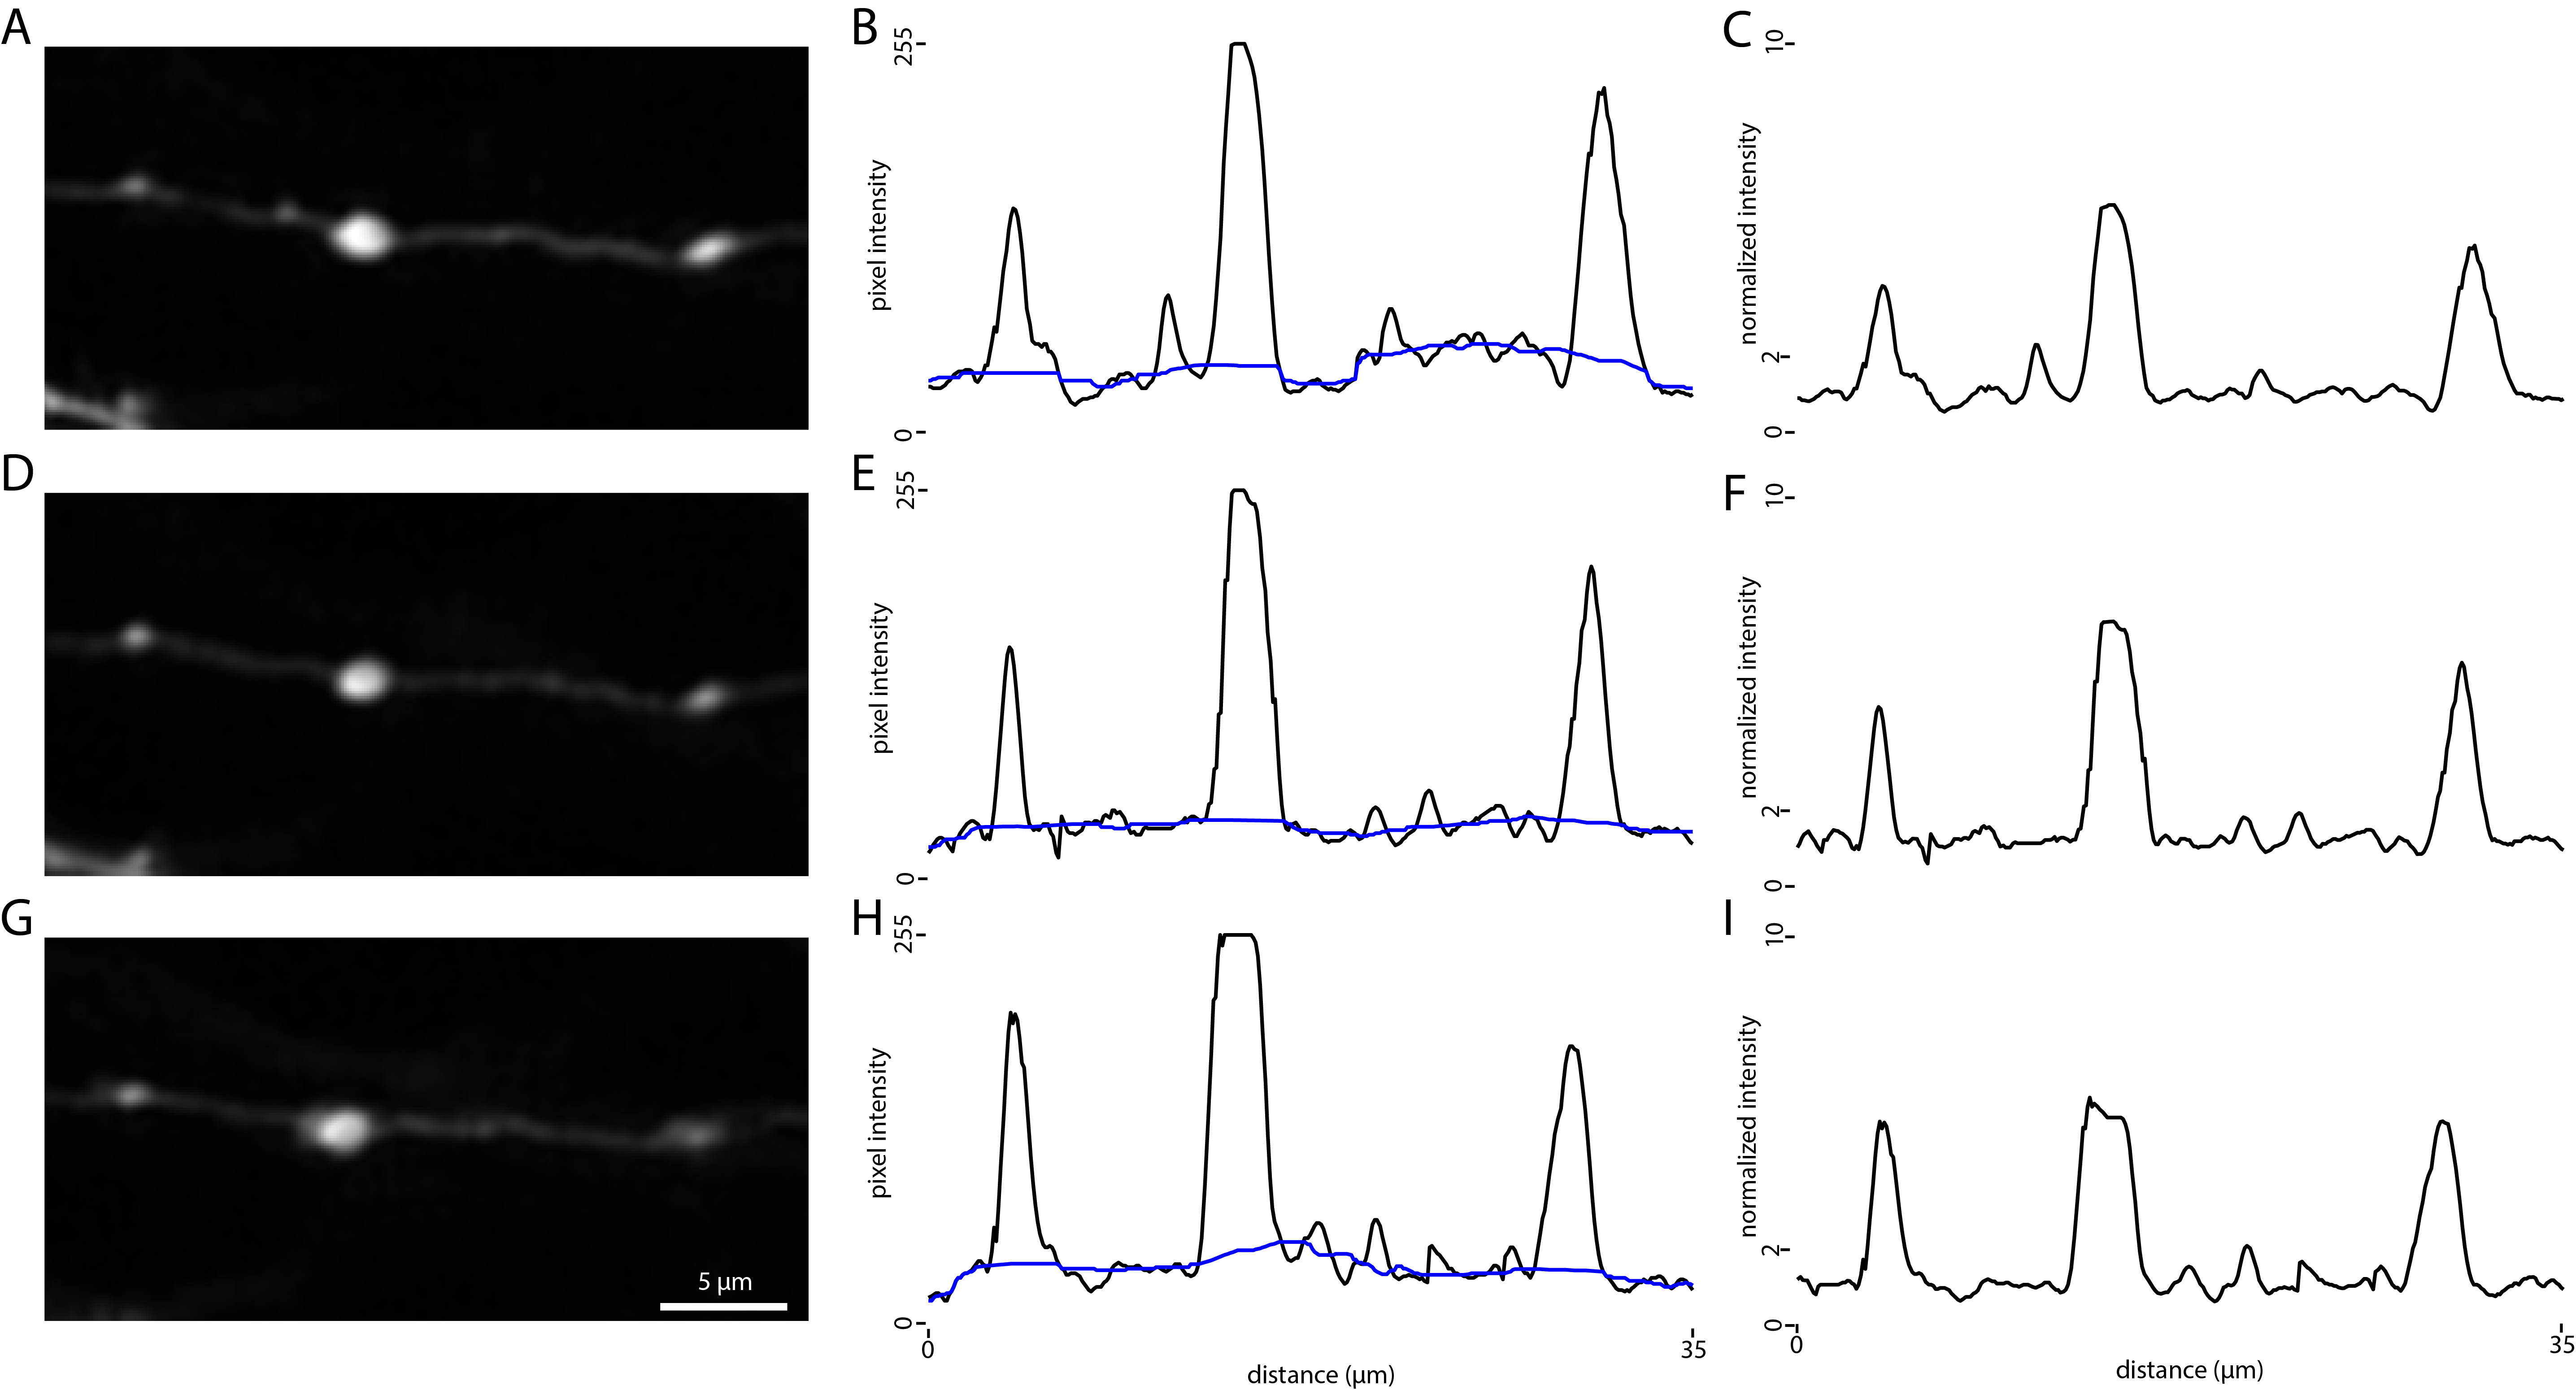 A
B
255
pixel intensity
0
C
10
normalized intensity
2
0
D
E
255
pixel intensity
0
F
10
normalized intensity
2
0
G
5 µm
H
255
pixel intensity
0
0
35
distance (µm)
I
10
normalized intensity
2
0
0
35
distance (µm)